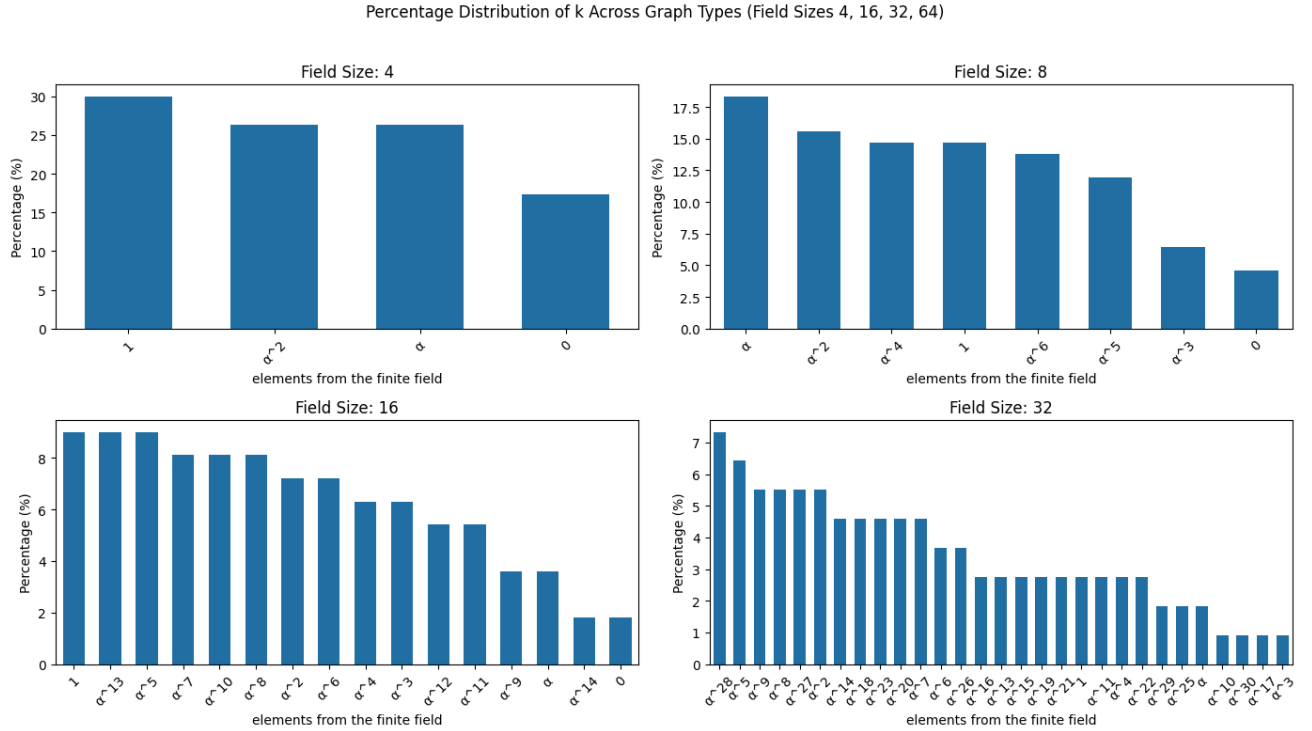 Percentage Distribution of k Across Graph Types (Field Sizes 4, 16, 32, 64)
Field Size: 4
Percentage (%)
30
25
20
15
10
5
0
1
α^2
α
0
elements from the finite field
Field Size: 8
Percentage (%)
17.5
15.0
12.5
10.0
7.5
5.0
2.5
0.0
α
α^2
α^4
1
α^6
α^5
α^3
0
elements from the finite field
Field Size: 16
Percentage (%)
8
6
4
2
0
1
α^13
α^5
α^7
α^10
α^8
α^2
α^6
α^4
α^3
α^12
α^11
α^9
α
α^14
0
elements from the finite field
Field Size: 32
Percentage (%)
7
6
5
4
3
2
1
0
α^28
α^5
α^9
α^8
α^27
α^2
α^14
α^18
α^23
α^20
α^7
α^6
α^26
α^16
α^13
α^15
α^19
α^21
1
α^11
α^4
α^22
α^29
α^25
α
α^10
α^30
α^17
α^3
elements from the finite field